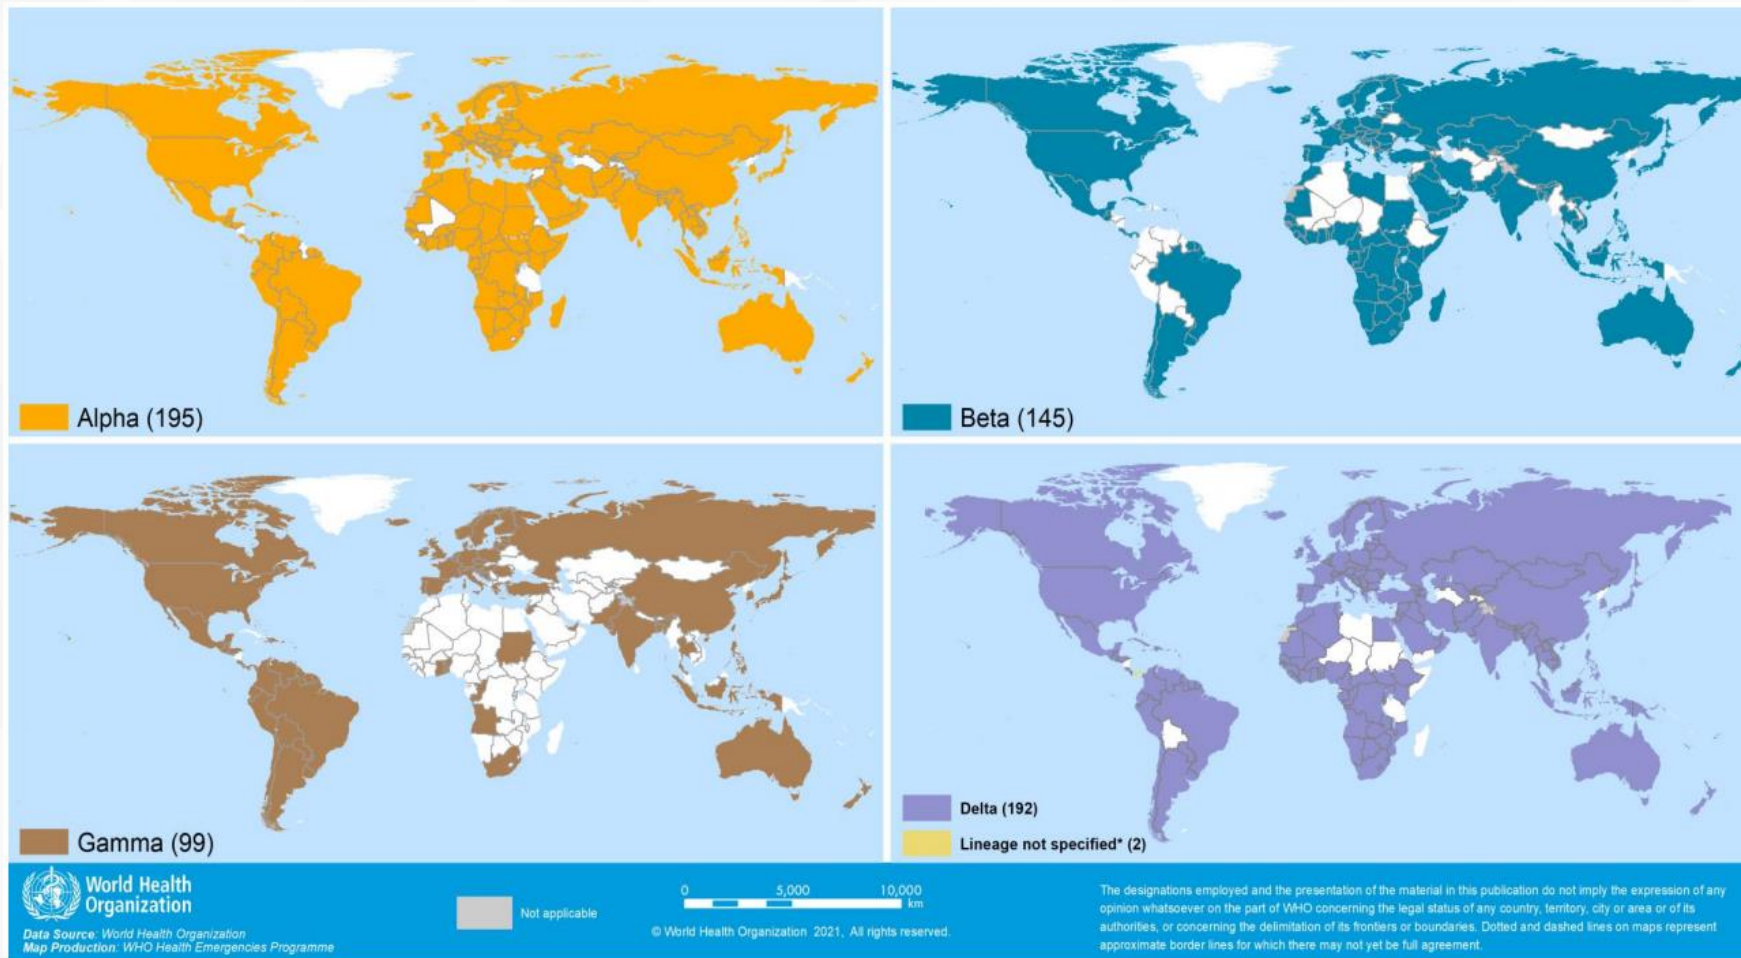 Alpha (195)
Beta (145)
Gamma (99)
Delta (192)
Lineage not specified* (2)
World Health
Organization
Data Source: World Health Organization
Map Production: WHO Health Emergencies Programme
Not applicable
0 5,000 10,000
km
© World Health Organization 2021, All rights reserved.
The designations employed and the presentation of the material in this publication do not imply the expression of any
opinion whatsoever on the part of WHO concerning the legal status of any country, territory, city or area or of its
authorities, or concerning the delimitation of its frontiers or boundaries. Dotted and dashed lines on maps represent
approximate border lines for which there may not yet be full agreement.